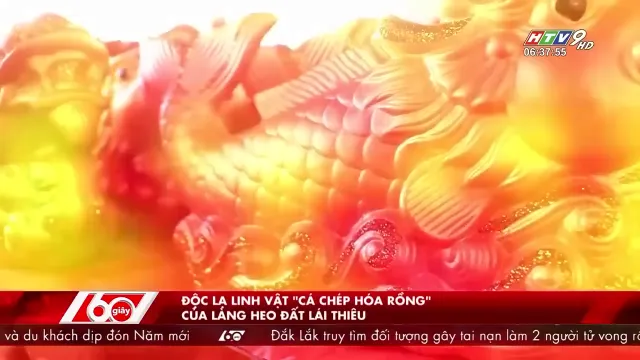 HTV9 HD
06:37:55
60 giây
ĐỘC LẠ LINH VẬT "CÁ CHÉP HÓA RỒNG"
CỦA LÀNG HEO ĐẤT LÁI THIÊU
và du khách dịp đón Năm mới Đắk Lắk truy tìm đối tượng gây tai nạn làm 2 người tử vong rồ